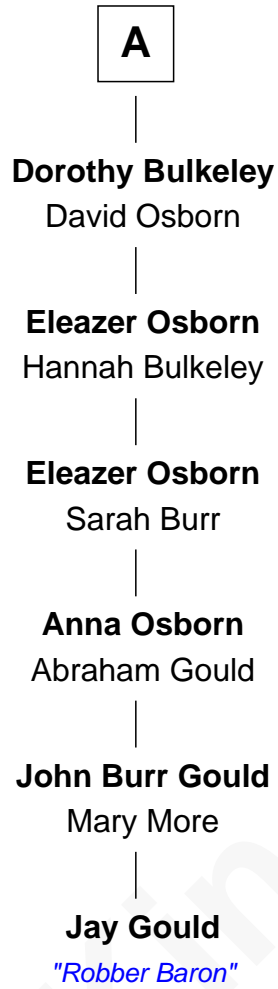 A
Dorothy Bulkeley
David Osborn
Eleazer Osborn
Hannah Bulkeley
Eleazer Osborn
Sarah Burr
Anna Osborn
Abraham Gould
John Burr Gould
Mary More
Jay Gould
"Robber Baron"